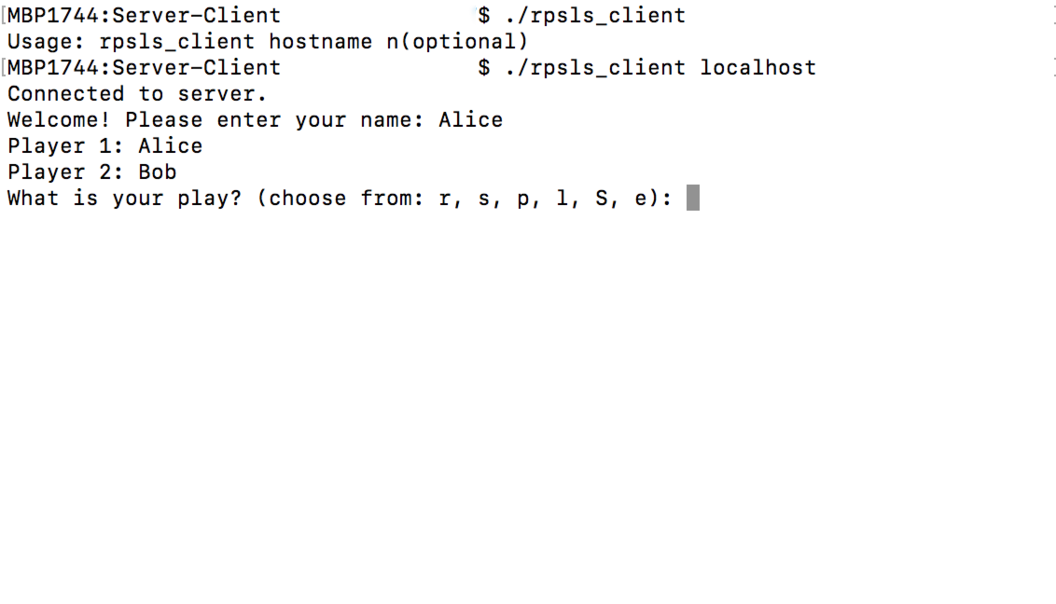 [MBP1744:Server-Client $ ./rpsls_client ]
Usage: rpsls_client hostname n(optional)
[MBP1744:Server-Client $ ./rpsls_client localhost ]
Connected to server.
Welcome! Please enter your name: Alice
Player 1: Alice
Player 2: Bob
What is your play? (choose from: r, s, p, l, S, e):